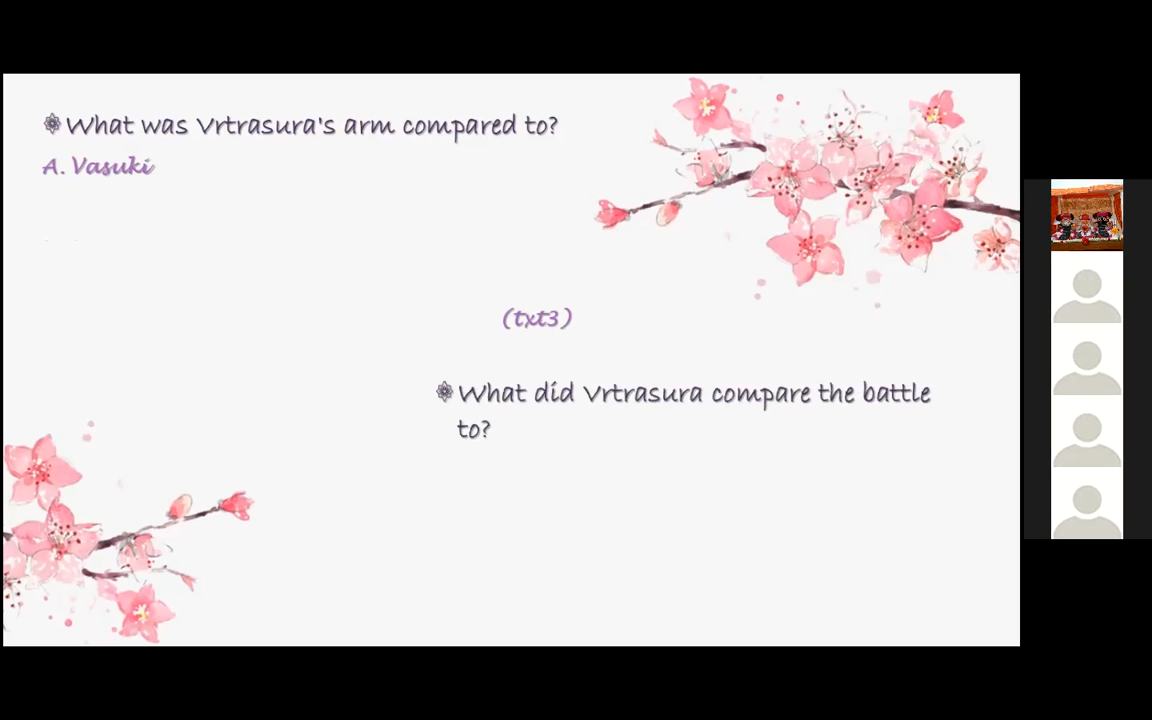 What was Vrtrasura's arm compared to?
A. Vasuki
(txt3)
What did Vrtrasura compare the battle
to?